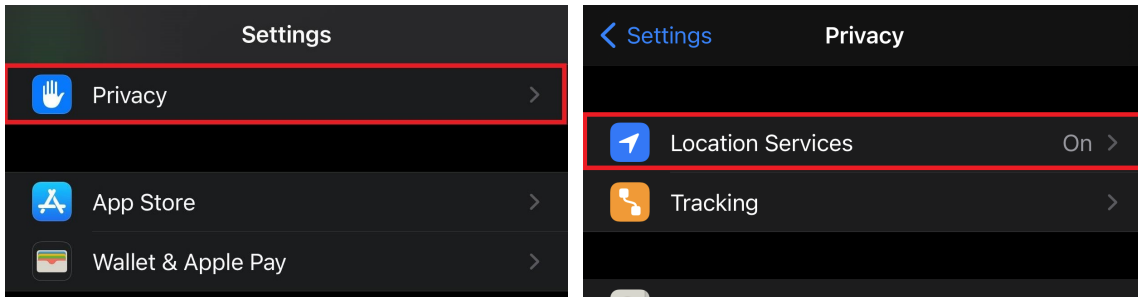 Settings
Privacy
App Store
Wallet & Apple Pay
Settings
Privacy
Location Services
On
Tracking